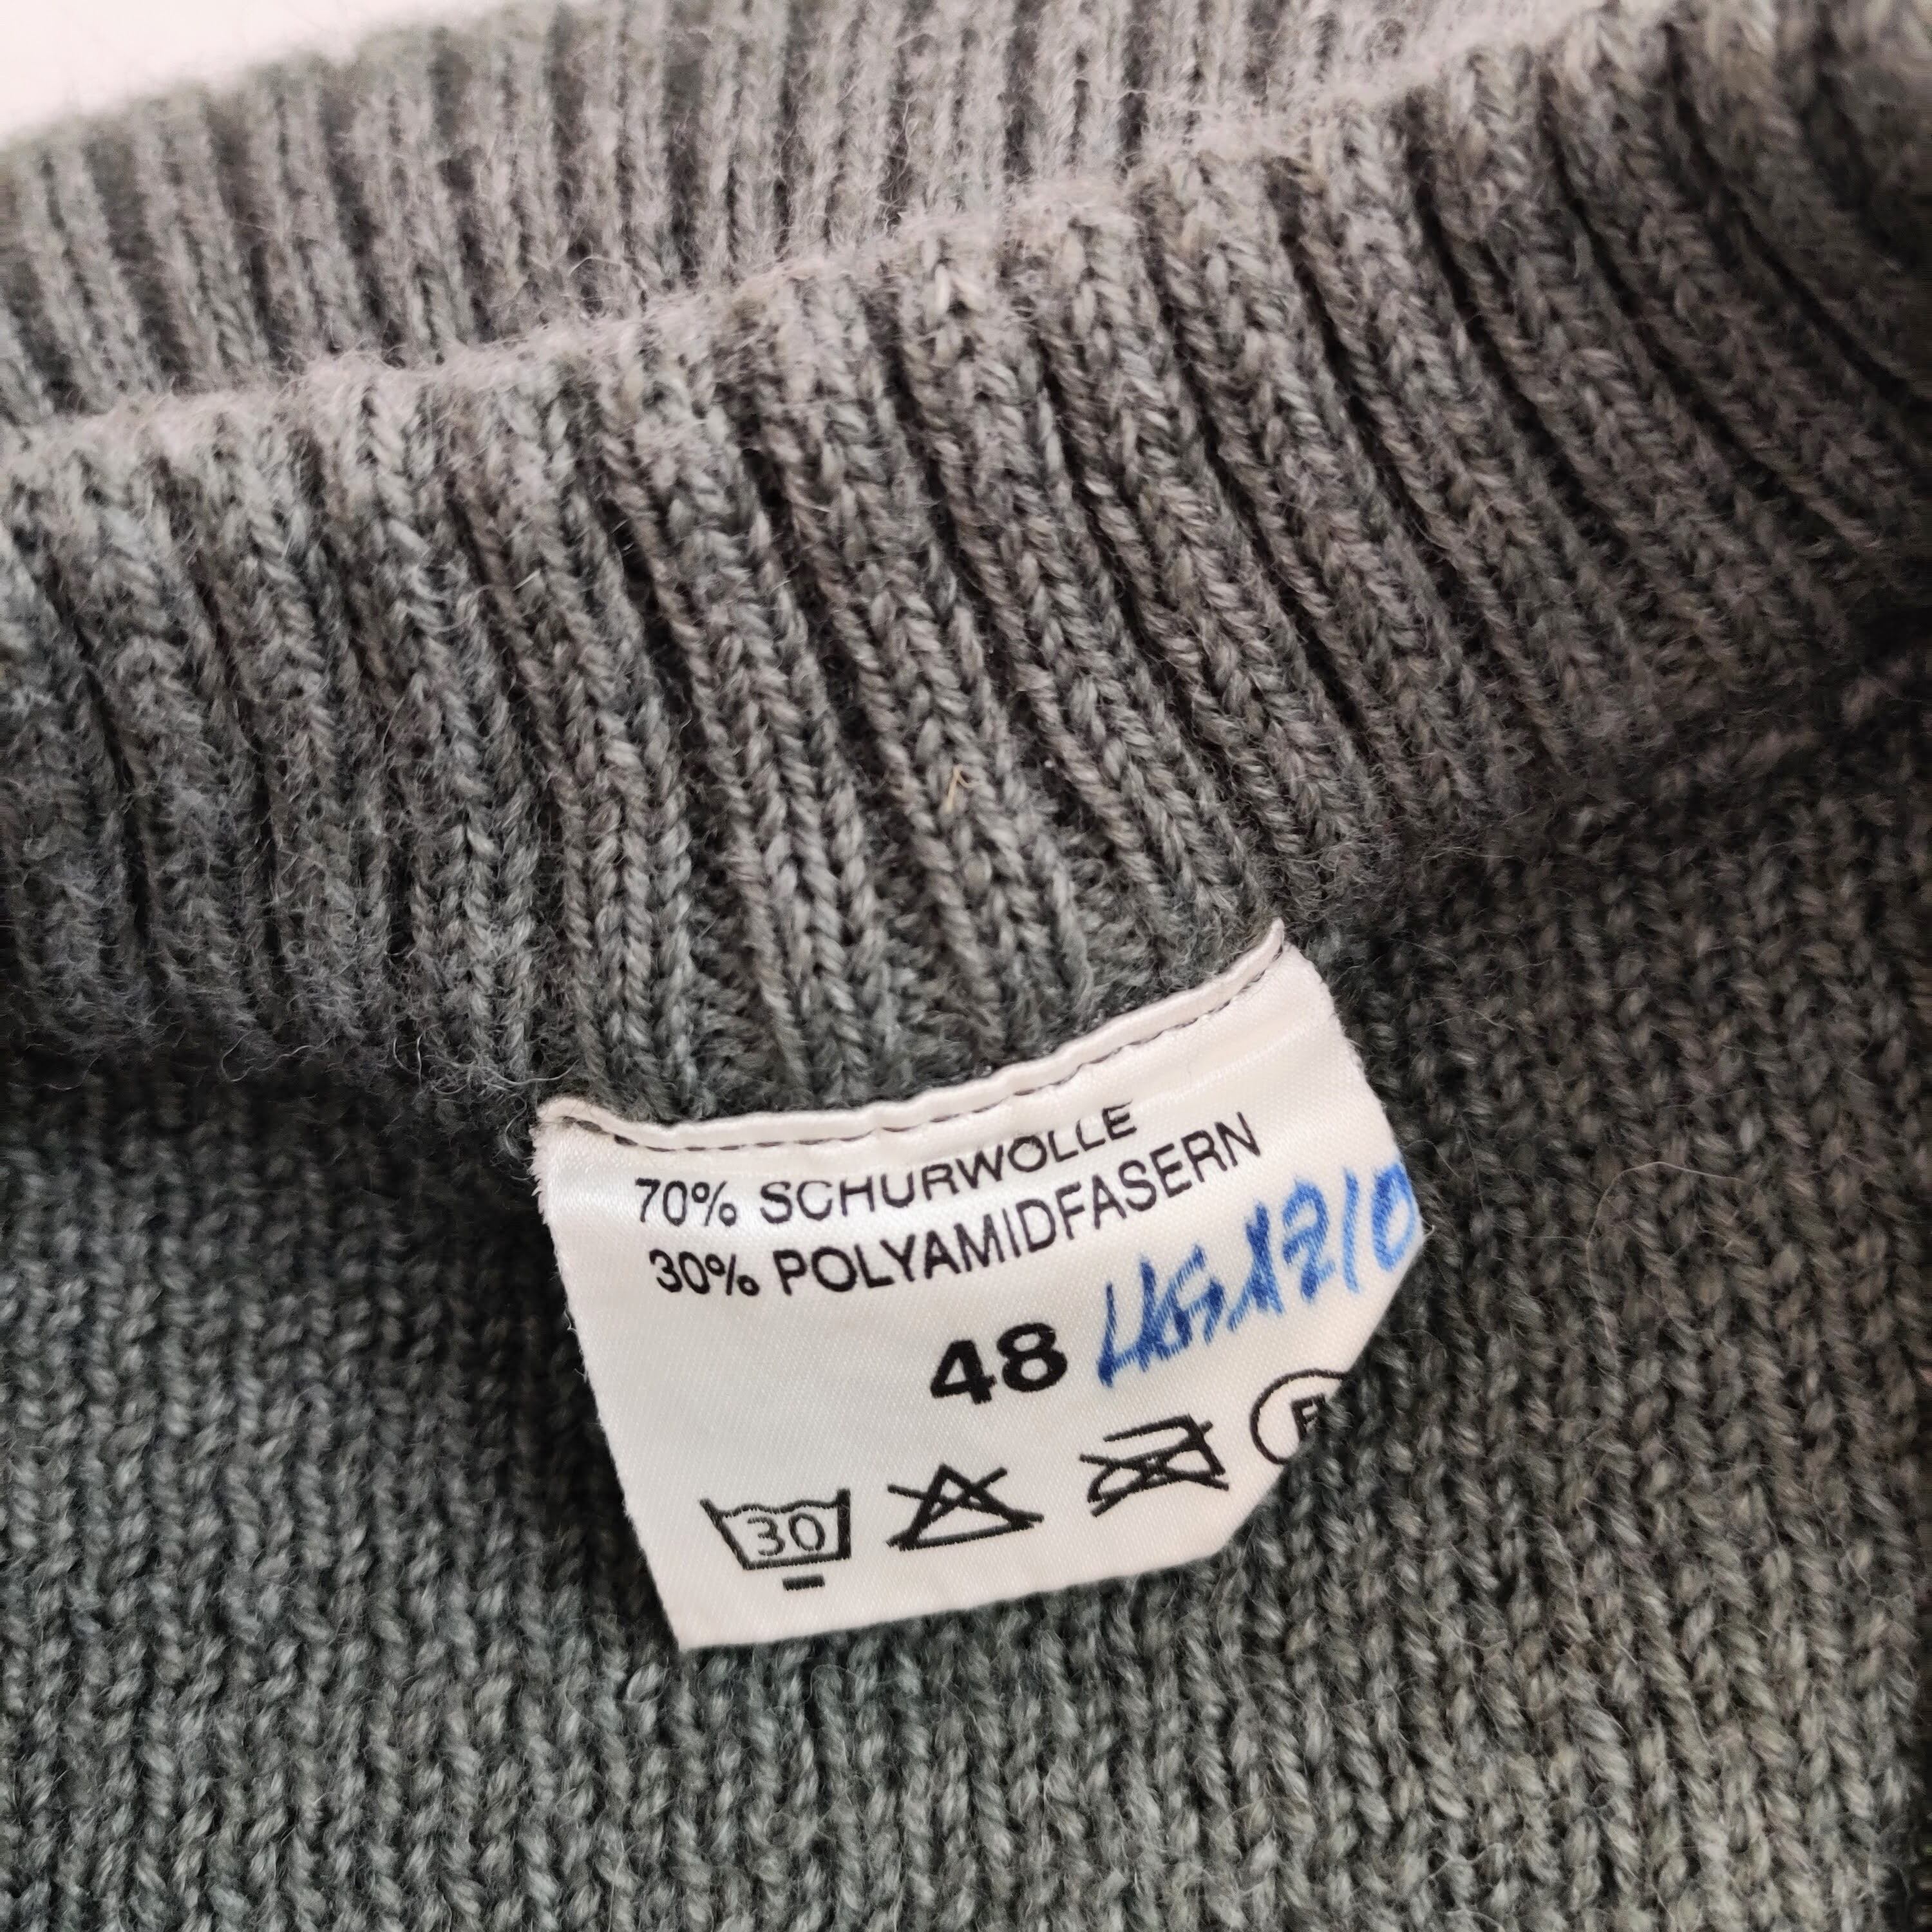 70% SCHURWOLLE
30% POLYAMIDFASERN
48
30